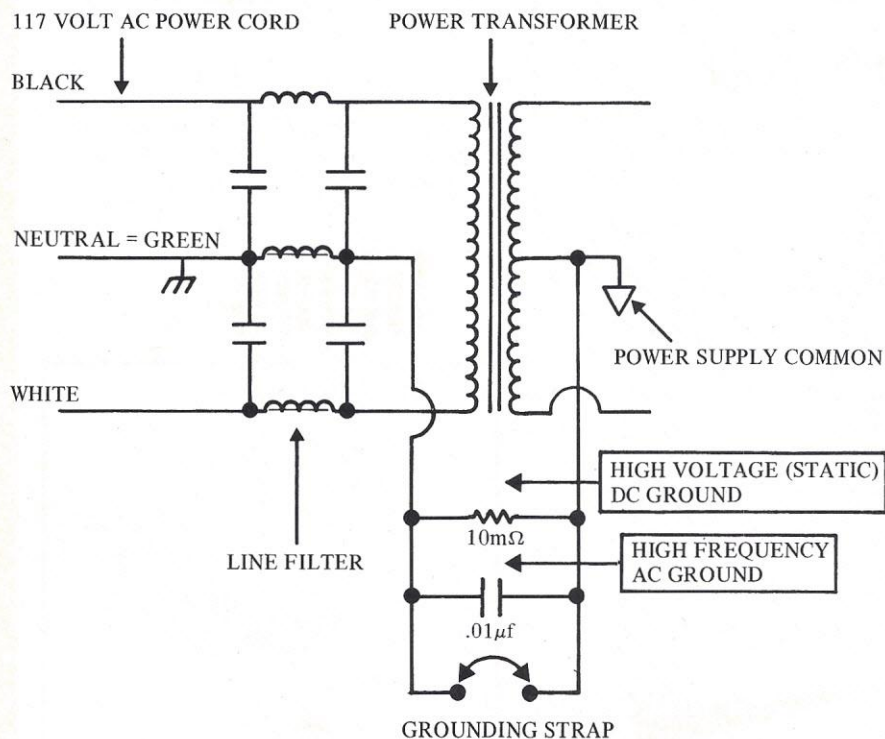 117 VOLT AC POWER CORD
POWER TRANSFORMER
BLACK
NEUTRAL = GREEN
POWER SUPPLY COMMON
WHITE
HIGH VOLTAGE (STATIC)
DC GROUND
10mΩ
LINE FILTER
HIGH FREQUENCY
AC GROUND
.01μf
GROUNDING STRAP